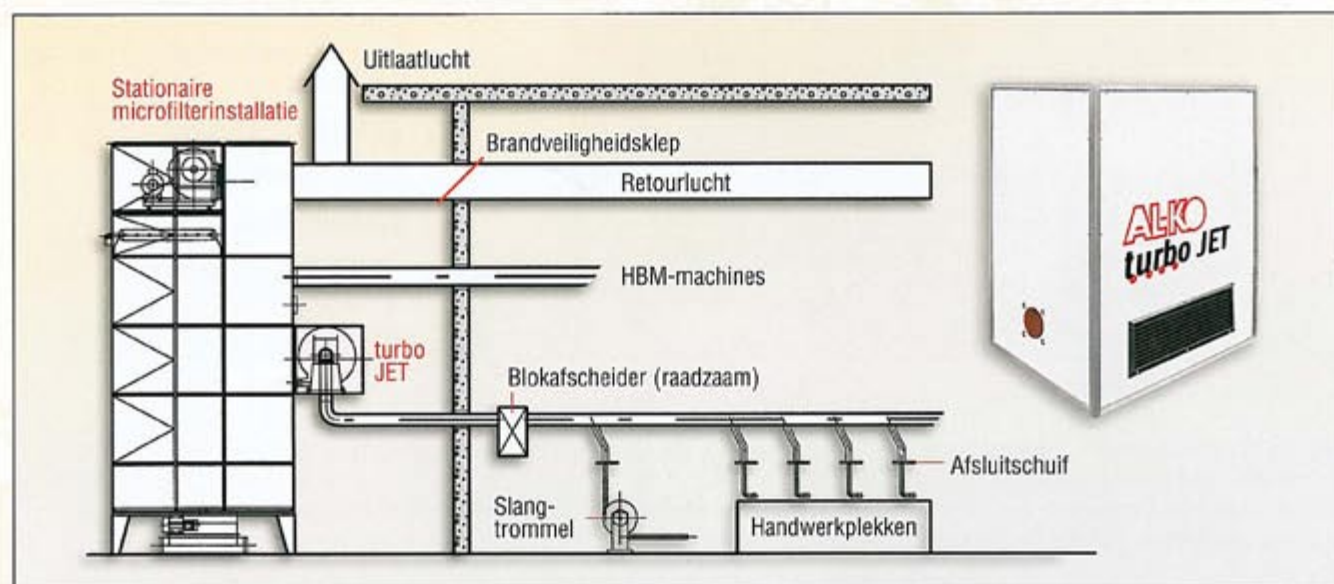 Uitlaatlucht
Stationaire
microfilterinstallatie
Brandveiligheidsklep
Retourlucht
HBM-machines
turbo
JET
Blokafscheider (raadzaam)
Afsluitschuif
Slang-
trommel
Handwerkplekken
AL-KO
turbo JET